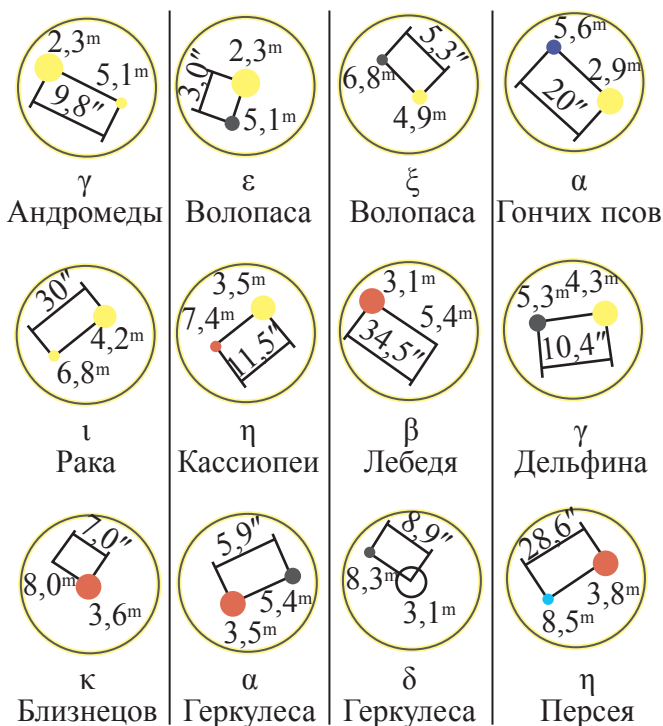 2,3ᵐ
5,1ᵐ
9,8″
γ
Андромеды
2,3ᵐ
3,0″
5,1ᵐ
ε
Волопаса
5,3″
6,8ᵐ
4,9ᵐ
ξ
Волопаса
5,6ᵐ
2,9ᵐ
20″
α
Гончих псов
30″
4,2ᵐ
6,8ᵐ
ι
Рака
3,5ᵐ
7,4ᵐ
11,5″
η
Кассиопеи
3,1ᵐ
5,4ᵐ
34,5″
β
Лебедя
4,3ᵐ
5,3ᵐ
10,4″
γ
Дельфина
7,0″
8,0ᵐ
3,6ᵐ
κ
Близнецов
5,9″
5,4ᵐ
3,5ᵐ
α
Геркулеса
8,9″
8,3ᵐ
3,1ᵐ
δ
Геркулеса
28,6″
3,8ᵐ
8,5ᵐ
η
Персея